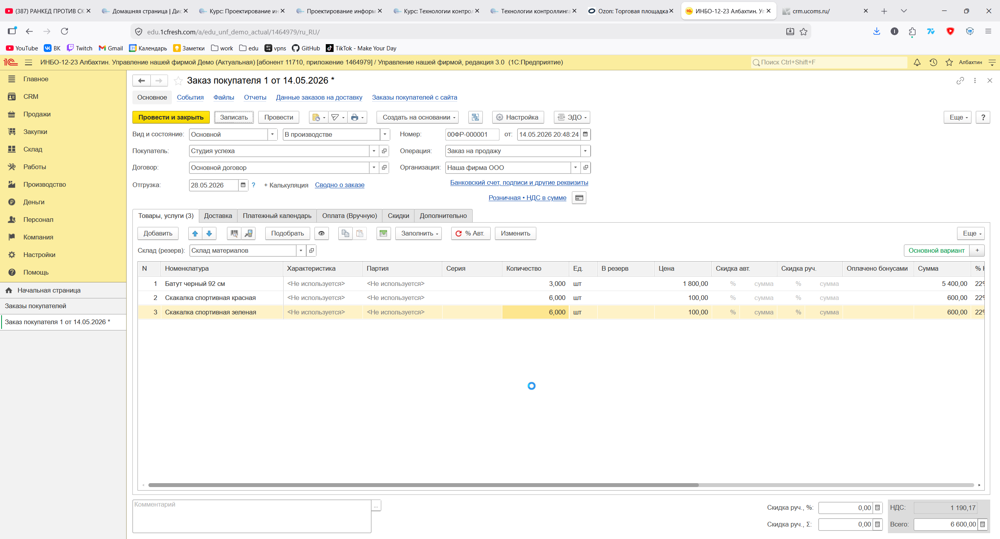 (387) РАНКЕД ПРОТИВ СК
Домашняя страница | Дис
Курс: Проектирование ин
Проектирование информ
Курс: Технологии контрол
Технологии контроллинга
Ozon: Торговая площадка
ИНБО-12-23 Албахтин. Уп
crm.ucoms.ru/
edu.1cfresh.com/a/edu_unf_demo_actual/1464979/ru_RU/
YouTube ВК Twitch Gmail Календарь Заметки work edu vpns GitHub TikTok - Make Your Day
ИНБО-12-23 Албахтин. Управление нашей фирмой Демо (Актуальная) [абонент 11710, приложение 1464979] / Управление нашей фирмой, редакция 3.0 (1С:Предприятие)
Поиск Ctrl+Shift+F
Албахтин
Главное
CRM
Продажи
Закупки
Склад
Работы
Производство
Деньги
Персонал
Компания
Настройки
Помощь
Начальная страница
Заказы покупателей
Заказ покупателя 1 от 14.05.2026 *
Заказ покупателя 1 от 14.05.2026 *
Основное События Файлы Отчеты Данные заказов на доставку Заказы покупателей с сайта
Провести и закрыть Записать Провести Создать на основании Настройка ЭДО Еще ?
Вид и состояние: Основной В производстве Номер: 00ФР-000001 от: 14.05.2026 20:48:24
Покупатель: Студия успеха Операция: Заказ на продажу
Договор: Основной договор Организация: Наша фирма ООО
Отгрузка: 28.05.2026 ? + Калькуляция Сводно о заказе Банковский счет, подписи и другие реквизиты
Розничная • НДС в сумме
Товары, услуги (3) Доставка Платежный календарь Оплата (Вручную) Скидки Дополнительно
Добавить Подобрать Заполнить % Авт. Изменить Еще
Склад (резерв): Склад материалов Основной вариант +
N Номенклатура Характеристика Партия Серия Количество Ед. В резерв Цена Скидка авт. Скидка руч. Оплачено бонусами Сумма %
1 Батут черный 92 см <Не используется> <Не используется> 3,000 шт 1 800,00 % сумма % сумма 5 400,00 22%
2 Скакалка спортивная красная <Не используется> <Не используется> 6,000 шт 100,00 % сумма % сумма 600,00 22%
3 Скакалка спортивная зеленая <Не используется> <Не используется> 6,000 шт 100,00 % сумма % сумма 600,00 22%
Комментарий
...
Скидка руч., %: 0,00 НДС: 1 190,17
Скидка руч., Σ: 0,00 Всего: 6 600,00